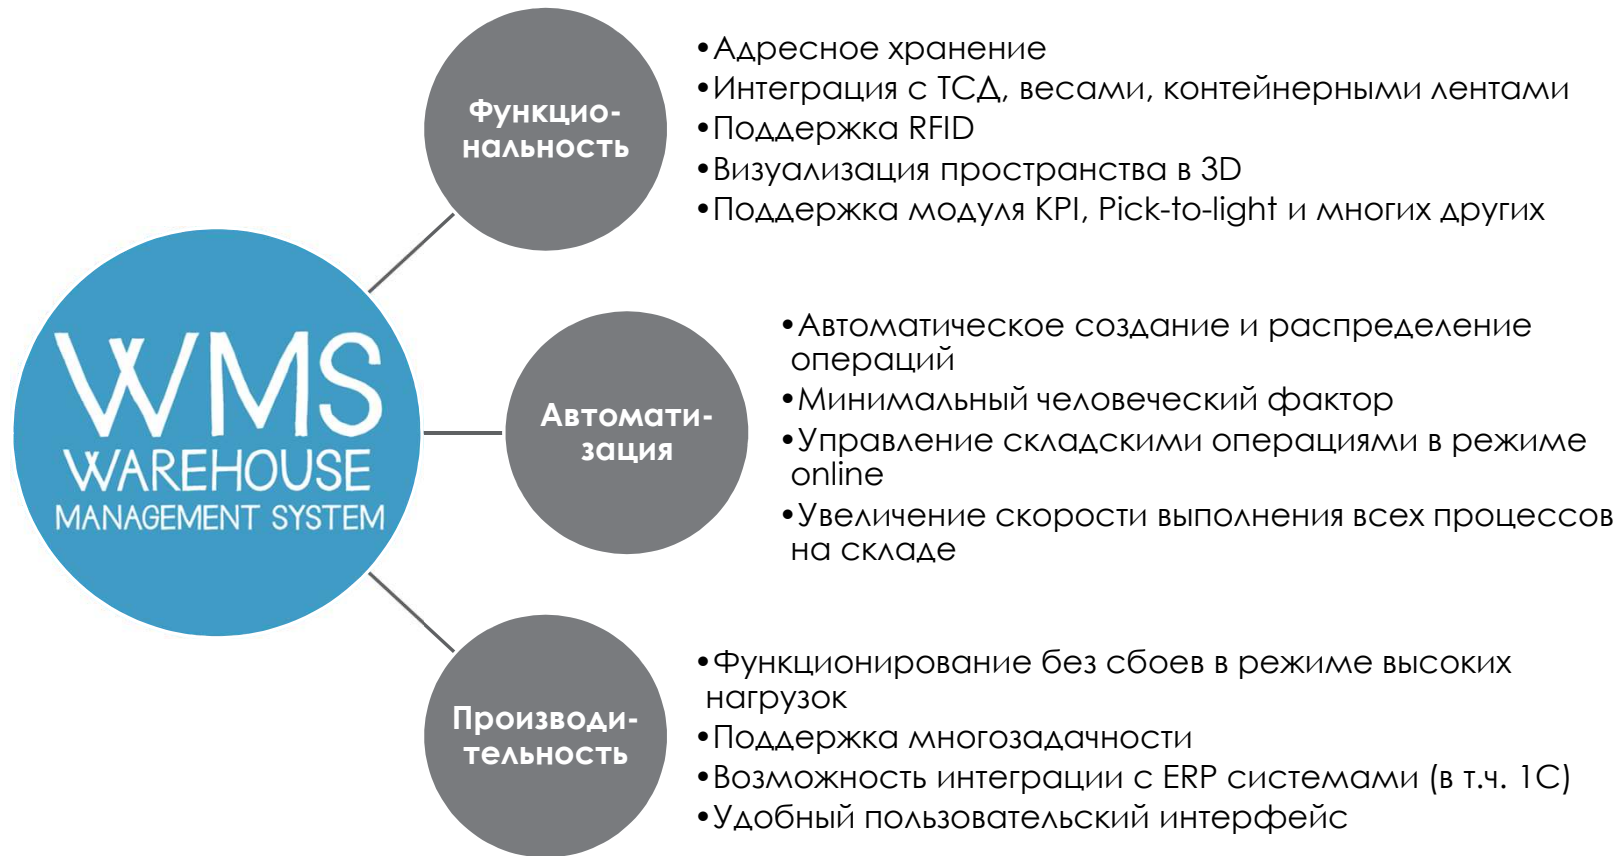 WMS
WAREHOUSE
MANAGEMENT SYSTEM
Функцио-
нальность
•Адресное хранение
•Интеграция с ТСД, весами, контейнерными лентами
•Поддержка RFID
•Визуализация пространства в 3D
•Поддержка модуля KPI, Pick-to-light и многих других
Автомати-
зация
•Автоматическое создание и распределение
операций
•Минимальный человеческий фактор
•Управление складскими операциями в режиме
online
•Увеличение скорости выполнения всех процессов
на складе
Производи-
тельность
•Функционирование без сбоев в режиме высоких
нагрузок
•Поддержка многозадачности
•Возможность интеграции с ERP системами (в т.ч. 1С)
•Удобный пользовательский интерфейс